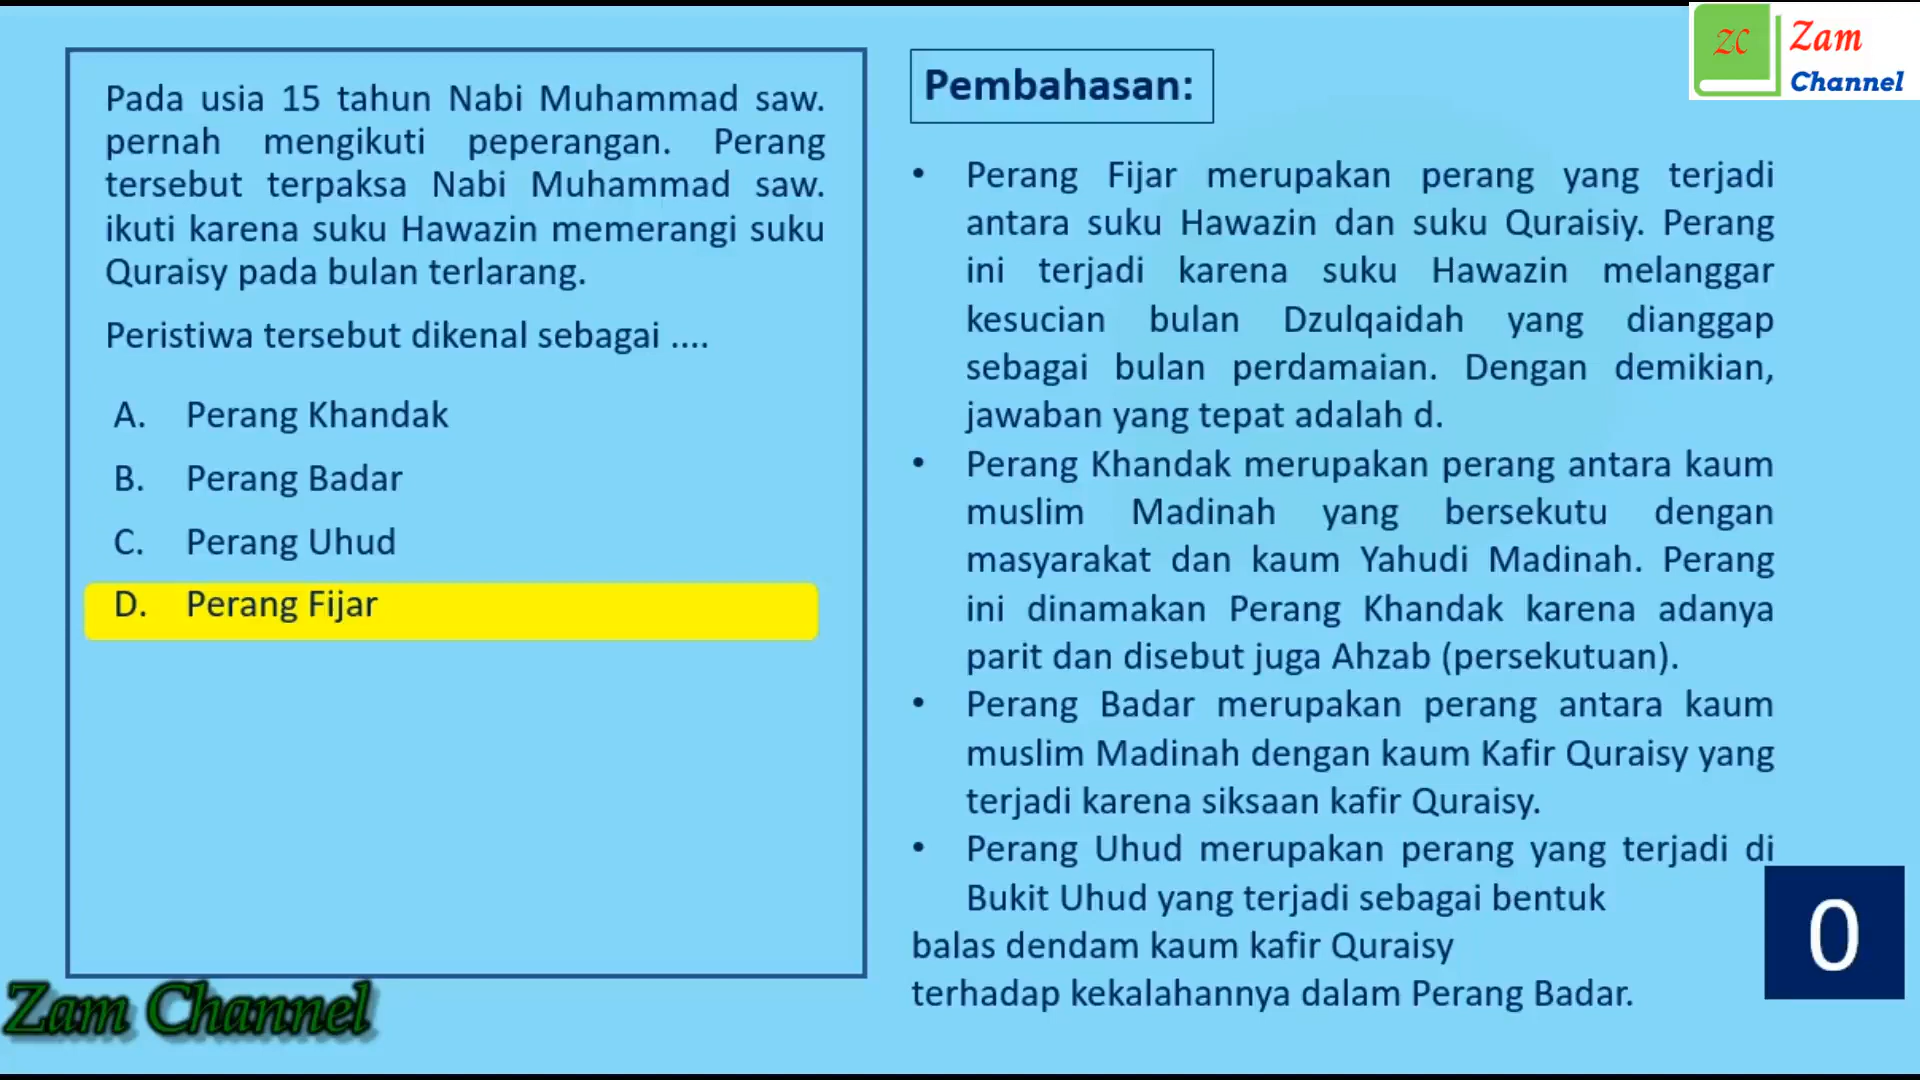 Pada usia 15 tahun Nabi Muhammad saw.
pernah mengikuti peperangan. Perang
tersebut terpaksa Nabi Muhammad saw.
ikuti karena suku Hawazin memerangi suku
Quraisy pada bulan terlarang.
Peristiwa tersebut dikenal sebagai ....
A. Perang Khandak
B. Perang Badar
C. Perang Uhud
D. Perang Fijar
Zam Channel
Pembahasan:
• Perang Fijar merupakan perang yang terjadi
antara suku Hawazin dan suku Quraisiy. Perang
ini terjadi karena suku Hawazin melanggar
kesucian bulan Dzulqaidah yang dianggap
sebagai bulan perdamaian. Dengan demikian,
jawaban yang tepat adalah d.
• Perang Khandak merupakan perang antara kaum
muslim Madinah yang bersekutu dengan
masyarakat dan kaum Yahudi Madinah. Perang
ini dinamakan Perang Khandak karena adanya
parit dan disebut juga Ahzab (persekutuan).
• Perang Badar merupakan perang antara kaum
muslim Madinah dengan kaum Kafir Quraisy yang
terjadi karena siksaan kafir Quraisy.
• Perang Uhud merupakan perang yang terjadi di
Bukit Uhud yang terjadi sebagai bentuk
balas dendam kaum kafir Quraisy
terhadap kekalahannya dalam Perang Badar.
0
ZC
Zam
Channel